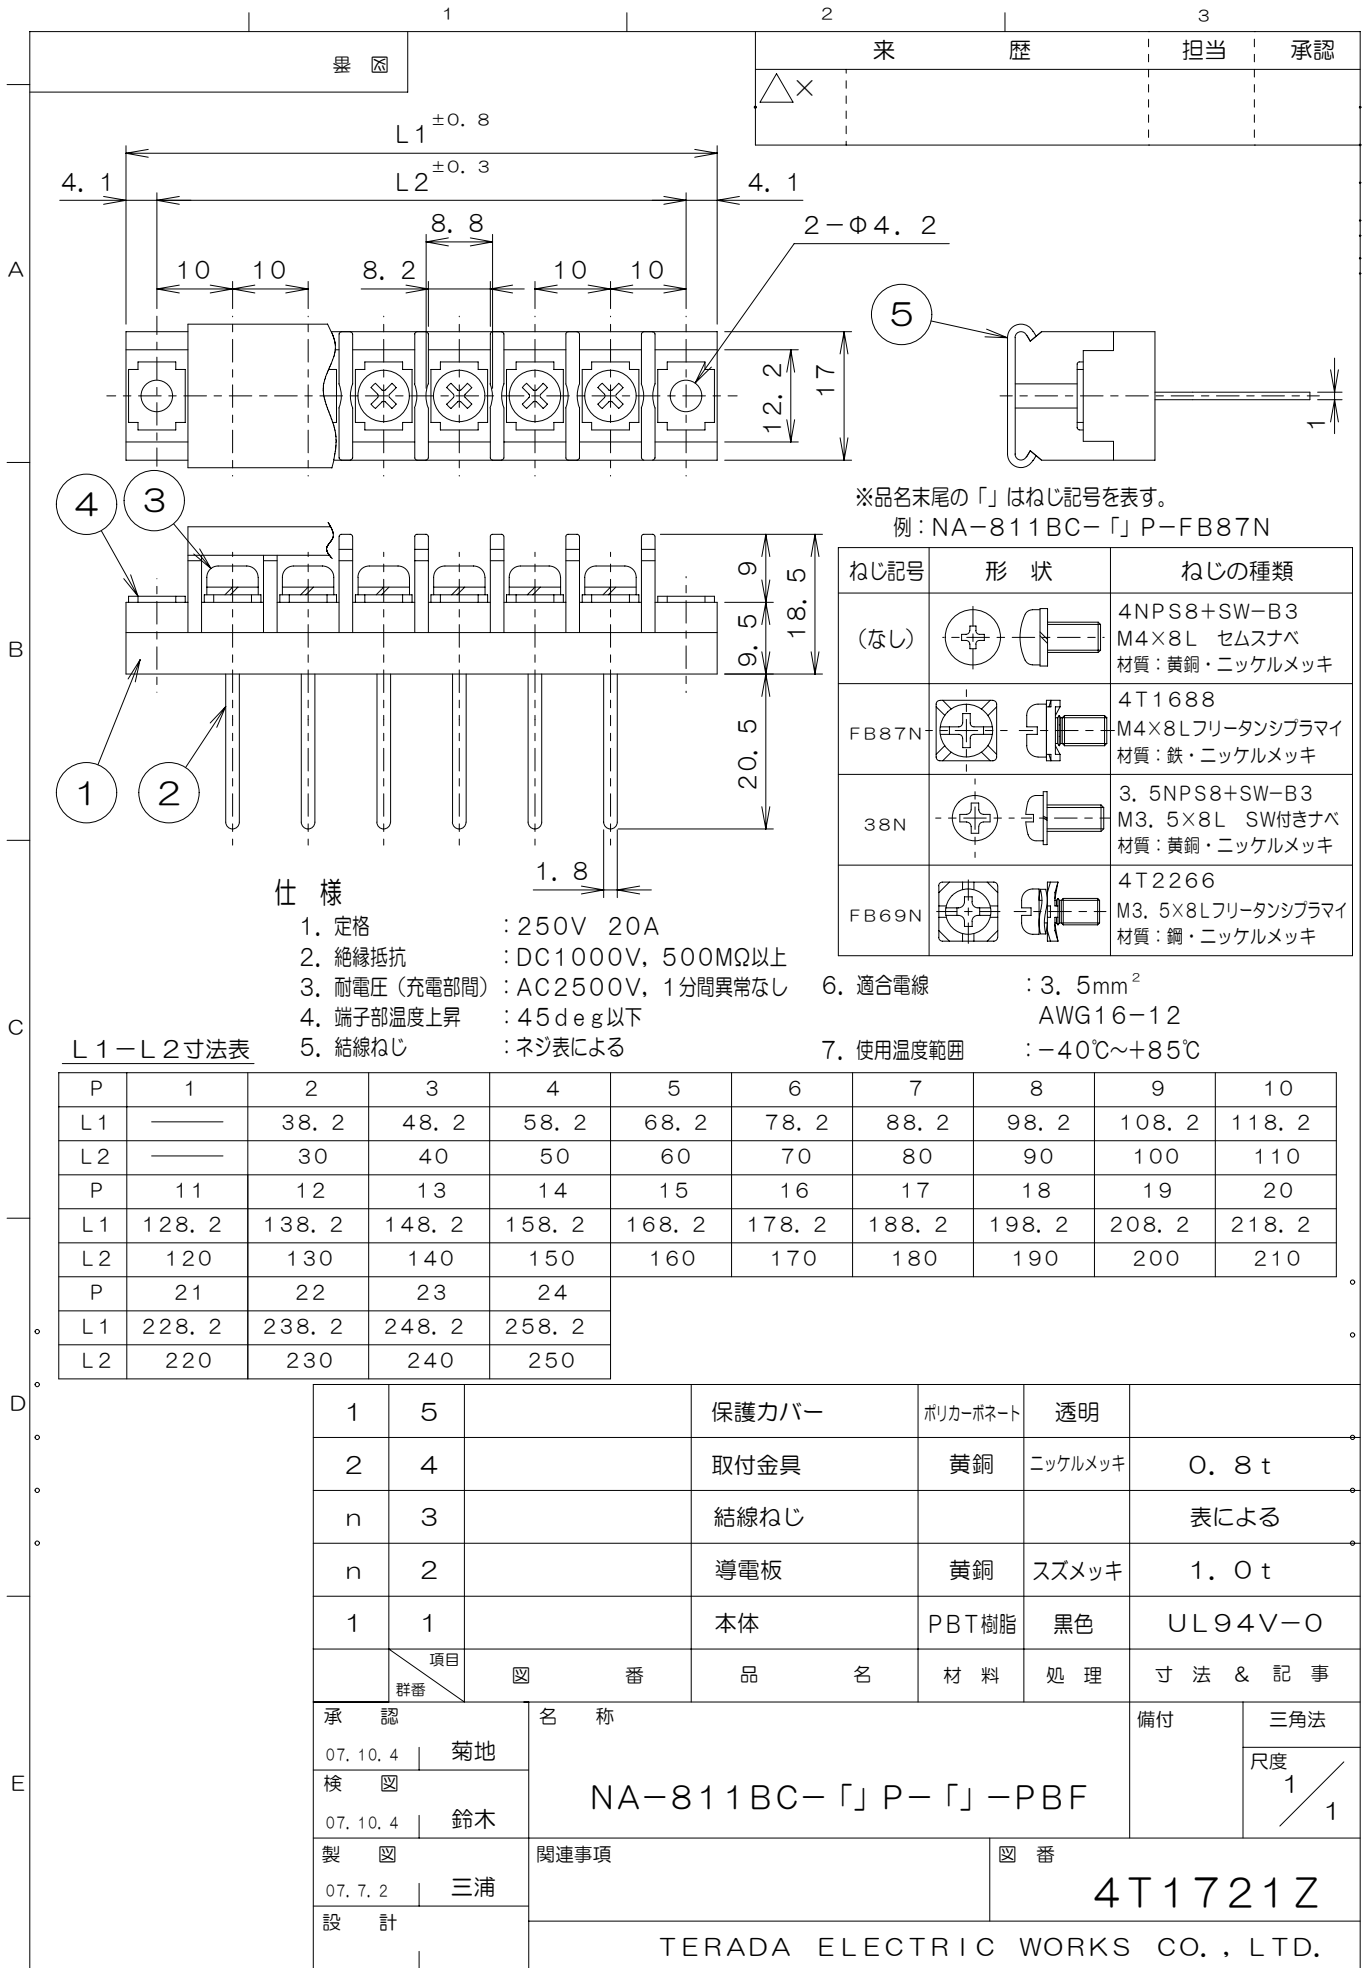 1 2 3
図番
来歴 担当 承認
△×
L1±0.8
L2±0.3
4.1 4.1
8.8
2-Φ4.2
10 10 8.2 10 10
A
5
12.2
17
1
4 3
※品名末尾の「」はねじ記号を表す。
例:NA-811BC-「」P-FB87N
ねじ記号 形状 ねじの種類
(なし) 4NPS8+SW-B3
M4×8L セムスナベ
材質:黄銅・ニッケルメッキ
FB87N 4T1688
M4×8Lフリータンシプラマイ
材質:鉄・ニッケルメッキ
38N 3.5NPS8+SW-B3
M3.5×8L SW付きナベ
材質:黄銅・ニッケルメッキ
FB69N 4T2266
M3.5×8Lフリータンシプラマイ
材質:鋼・ニッケルメッキ
B
9
9.5
18.5
20.5
1 2
1.8
仕様
1.定格 :250V 20A
2.絶縁抵抗 :DC1000V,500MΩ以上
3.耐電圧(充電部間):AC2500V,1分間異常なし
4.端子部温度上昇 :45deg以下
5.結線ねじ :ネジ表による
6.適合電線 :3.5mm²
AWG16-12
7.使用温度範囲 :-40℃~+85℃
C
L1-L2寸法表
P 1 2 3 4 5 6 7 8 9 10
L1 ─── 38.2 48.2 58.2 68.2 78.2 88.2 98.2 108.2 118.2
L2 ─── 30 40 50 60 70 80 90 100 110
P 11 12 13 14 15 16 17 18 19 20
L1 128.2 138.2 148.2 158.2 168.2 178.2 188.2 198.2 208.2 218.2
L2 120 130 140 150 160 170 180 190 200 210
P 21 22 23 24
L1 228.2 238.2 248.2 258.2
L2 220 230 240 250
D
1 5 保護カバー ポリカーボネート 透明
2 4 取付金具 黄銅 ニッケルメッキ 0.8t
n 3 結線ねじ 表による
n 2 導電板 黄銅 スズメッキ 1.0t
1 1 本体 PBT樹脂 黒色 UL94V-0
項目 群番 図番 品名 材料 処理 寸法&記事
E
承認
07.10.4 菊地
検図
07.10.4 鈴木
製図
07.7.2 三浦
設計
名称
NA-811BC-「」P-「」-PBF
備付 三角法
尺度
1/1
関連事項
図番
4T1721Z
TERADA ELECTRIC WORKS CO.,LTD.